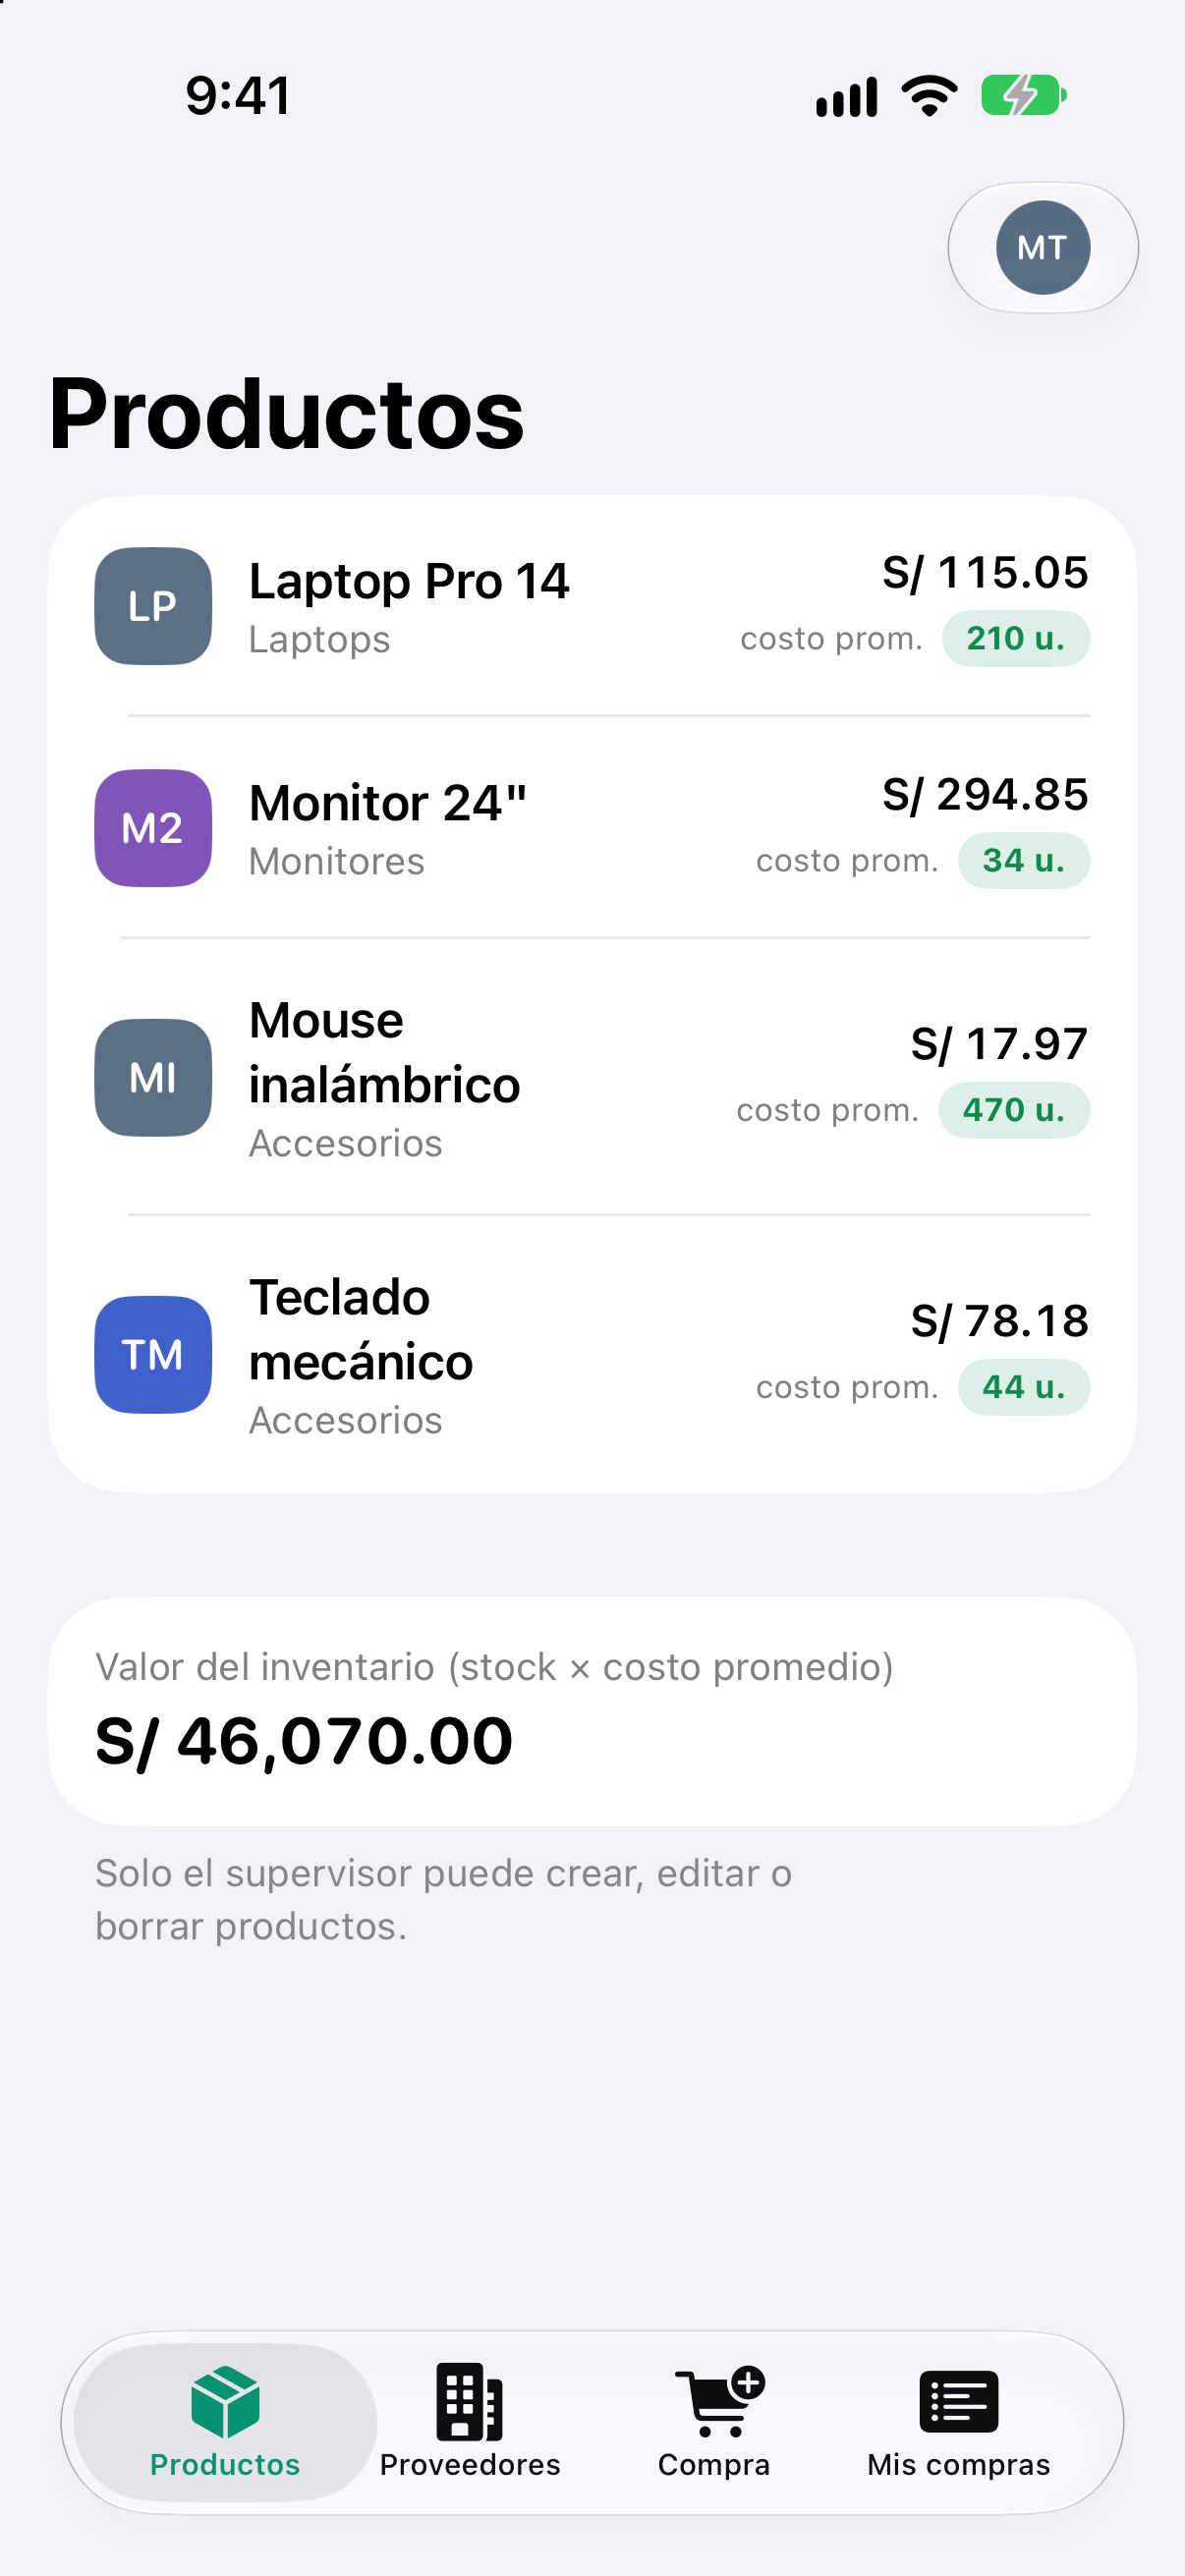 9:41
MT
Productos
LP
Laptop Pro 14
Laptops
S/ 115.05
costo prom.
210 u.
M2
Monitor 24"
Monitores
S/ 294.85
costo prom.
34 u.
MI
Mouse
inalámbrico
Accesorios
S/ 17.97
costo prom.
470 u.
TM
Teclado
mecánico
Accesorios
S/ 78.18
costo prom.
44 u.
Valor del inventario (stock × costo promedio)
S/ 46,070.00
Solo el supervisor puede crear, editar o
borrar productos.
Productos
Proveedores
Compra
Mis compras